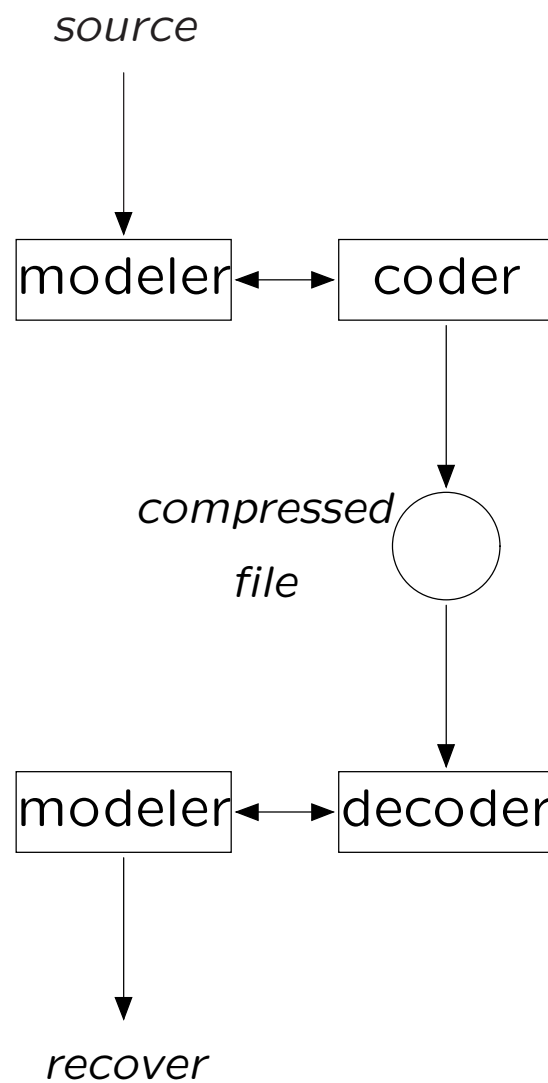 source
modeler
coder
compressed
file
modeler
decoder
recover